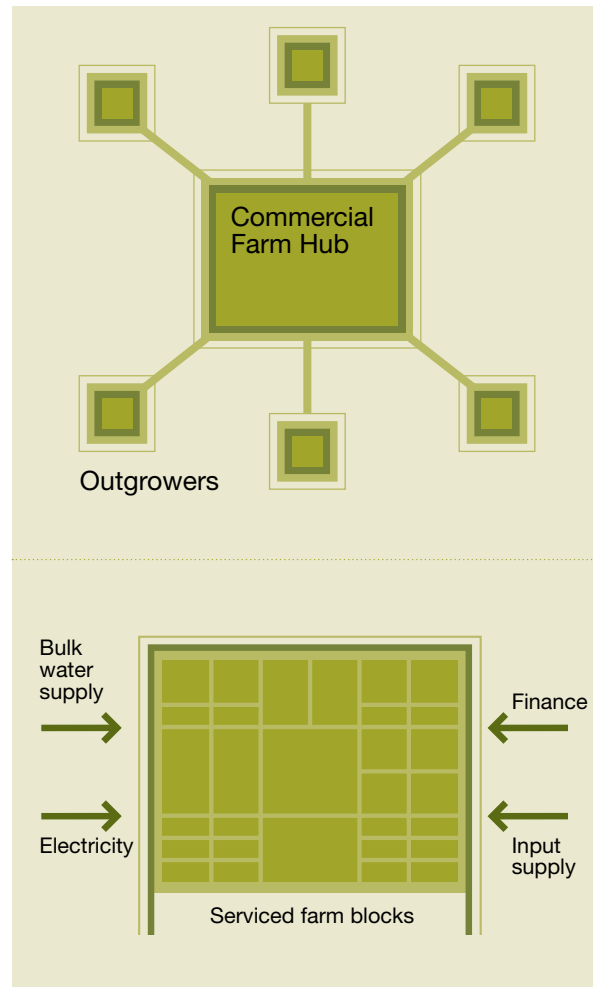 Commercial
Farm Hub
Outgrowers
Bulk
water
supply
Finance
Electricity
Input
supply
Serviced farm blocks